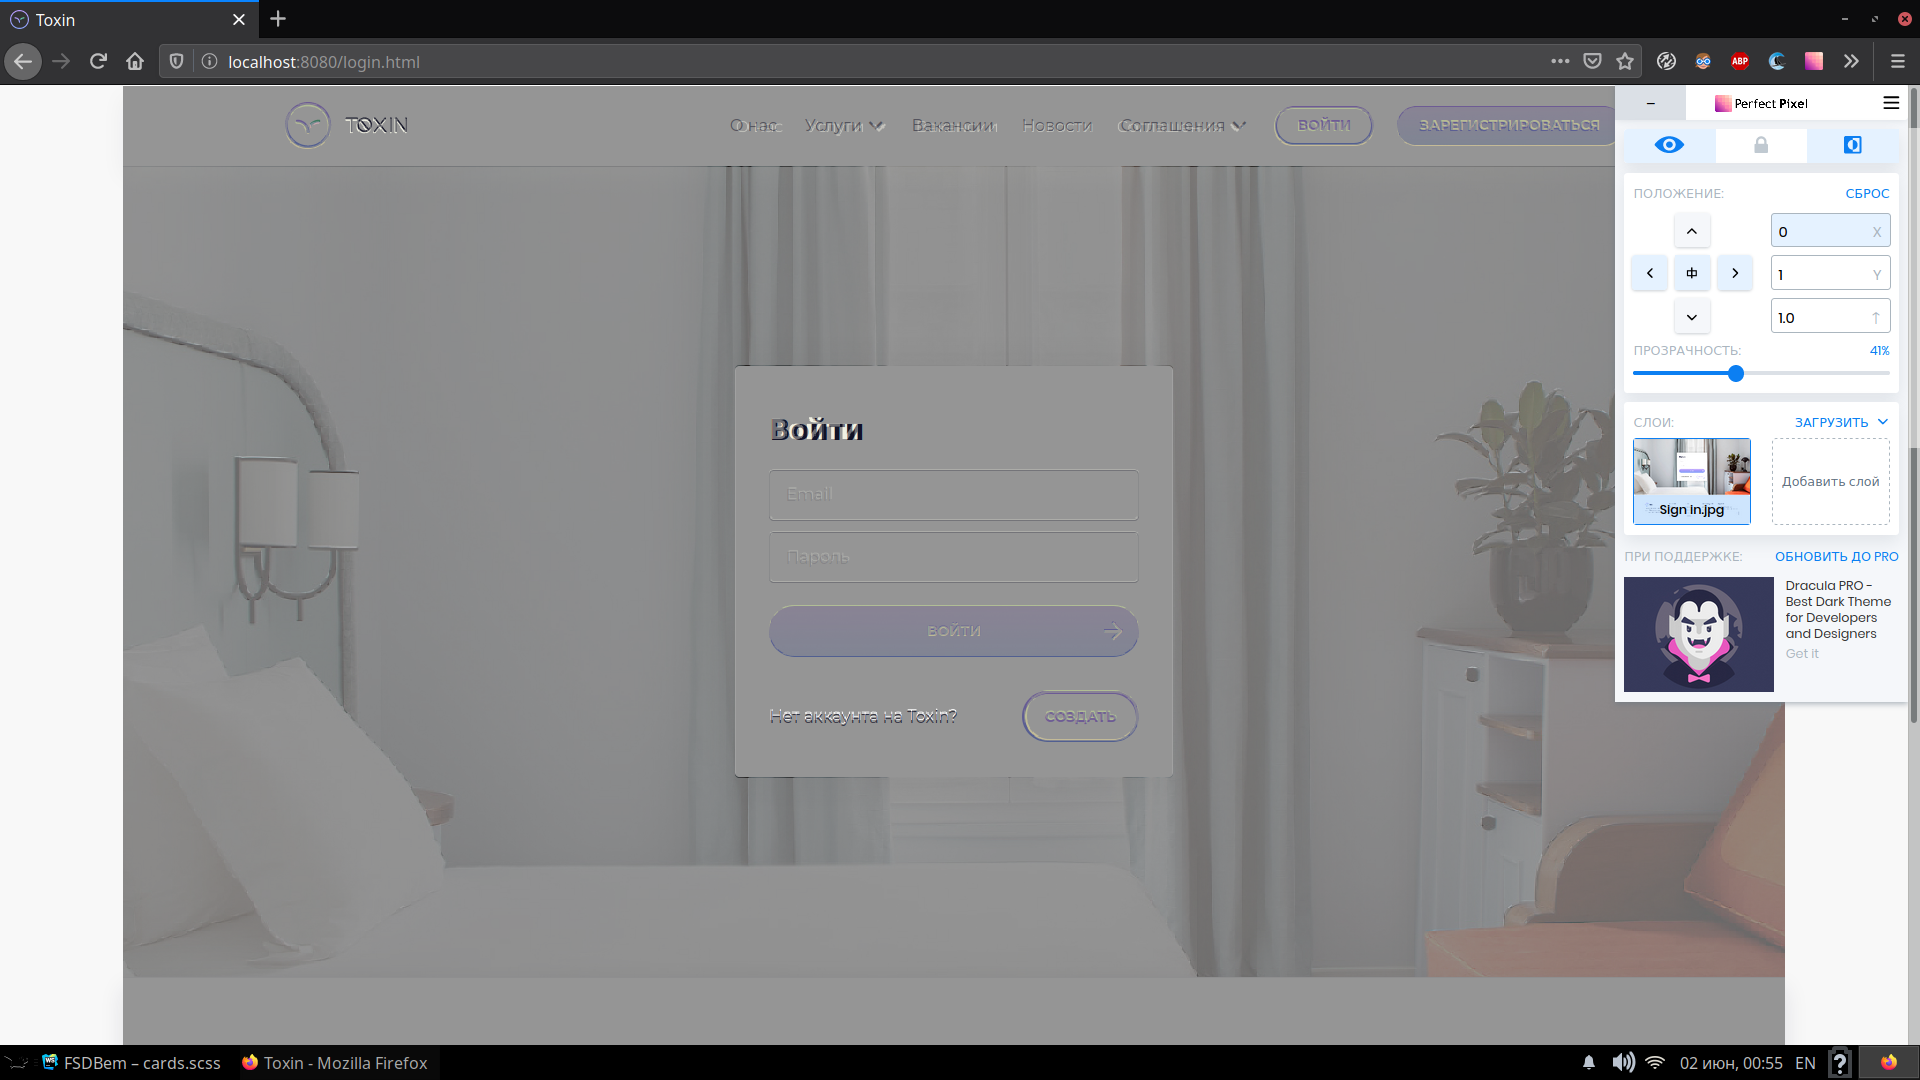 Toxin
localhost:8080/login.html
ABP
TOXIN
О нас
Услуги
Вакансии
Новости
Соглашения
ВОЙТИ
ЗАРЕГИСТРИРОВАТЬСЯ
Войти
Email
Пароль
ВОЙТИ
Нет аккаунта на Toxin?
СОЗДАТЬ
Perfect Pixel
ПОЛОЖЕНИЕ:
СБРОС
0 X
1 Y
1.0
ПРОЗРАЧНОСТЬ:
41%
СЛОИ:
ЗАГРУЗИТЬ
Sign in.jpg
Добавить слой
ПРИ ПОДДЕРЖКЕ:
ОБНОВИТЬ ДО PRO
Dracula PRO -
Best Dark Theme
for Developers
and Designers
Get it
FSDBem – cards.scss
Toxin - Mozilla Firefox
02 июн, 00:55
EN